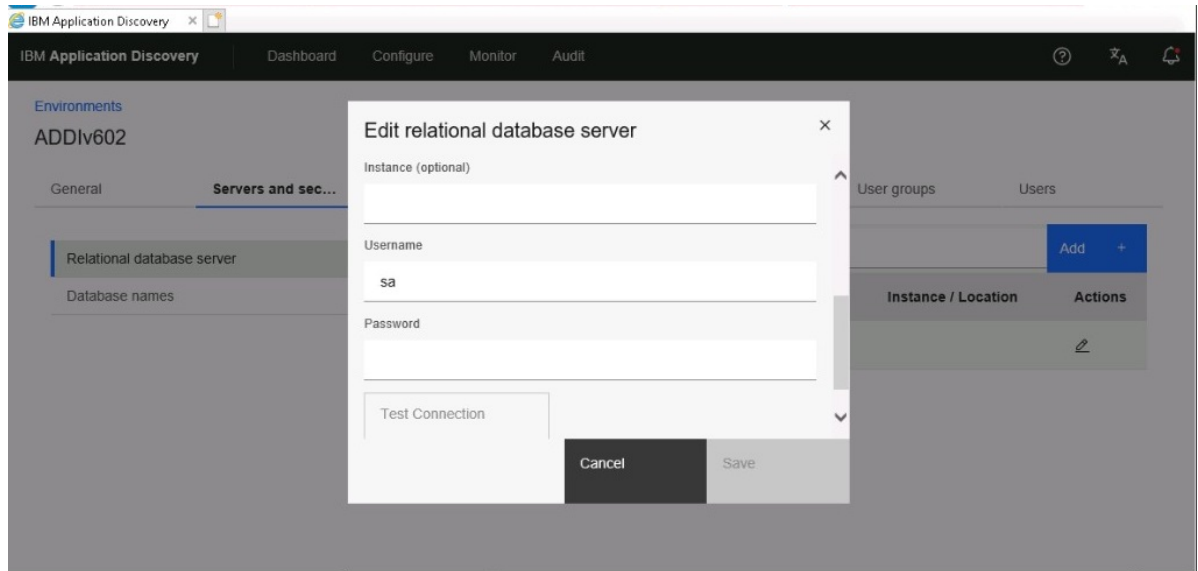 IBM Application Discovery
IBM Application Discovery Dashboard Configure Monitor Audit
Environments
ADDIv602
General Servers and sec... User groups Users
Relational database server
Database names
Add +
Instance / Location Actions
Edit relational database server
Instance (optional)
Username
sa
Password
Test Connection
Cancel Save